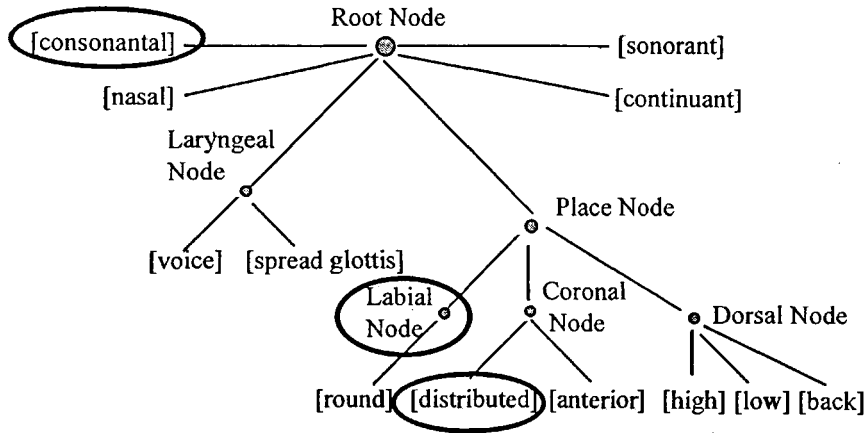 Root Node
[consonantal]
[sonorant]
[nasal]
[continuant]
Laryngeal
Node
Place Node
[voice] [spread glottis]
Labial
Node
Coronal
Node
Dorsal Node
[round] [distributed] [anterior] [high] [low] [back]